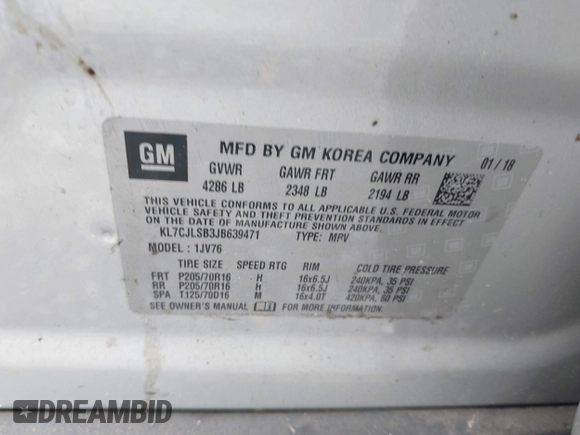 GM
MFD BY GM KOREA COMPANY 01/18
GVWR GAWR FRT GAWR RR
4286 LB 2348 LB 2194 LB
THIS VEHICLE CONFORMS TO ALL APPLICABLE U.S. FEDERAL MOTOR
VEHICLE SAFETY AND THEFT PREVENTION STANDARDS IN EFFECT
ON THE DATE OF MANUFACTURE SHOWN ABOVE.
KL7CJLSB3JB639471 TYPE: MPV
MODEL : 1JV76
TIRE SIZE SPEED RTG RIM COLD TIRE PRESSURE
FRT P205/70R16 H 16x6.5J 240KPA, 35 PSI
RR P205/70R16 H 16x6.5J 240KPA, 35 PSI
SPA T125/70D16 M 16x4.0T 420KPA, 60 PSI
SEE OWNER'S MANUAL FOR MORE INFORMATION.
DREAMBID